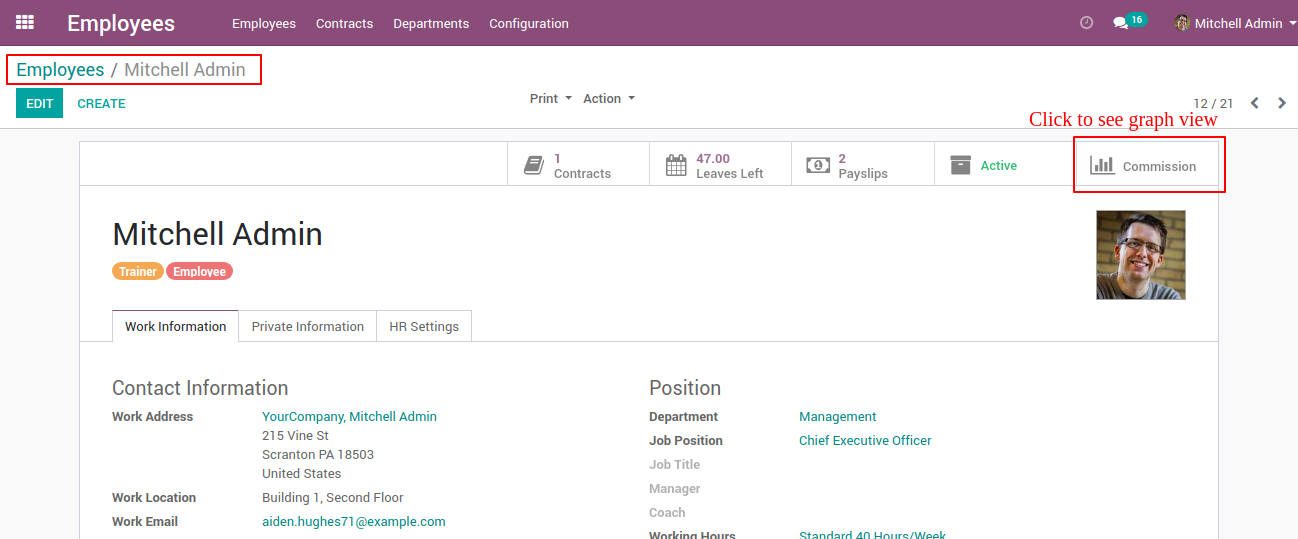 Employees Employees Contracts Departments Configuration 16 Mitchell Admin
Employees / Mitchell Admin
EDIT CREATE Print Action 12 / 21
Click to see graph view
1 Contracts
47.00 Leaves Left
2 Payslips
Active
Commission
Mitchell Admin
Trainer Employee
Work Information Private Information HR Settings
Contact Information
Work Address YourCompany, Mitchell Admin
215 Vine St
Scranton PA 18503
United States
Work Location Building 1, Second Floor
Work Email aiden.hughes71@example.com
Position
Department Management
Job Position Chief Executive Officer
Job Title
Manager
Coach
Working Hours Standard 40 Hours/Week